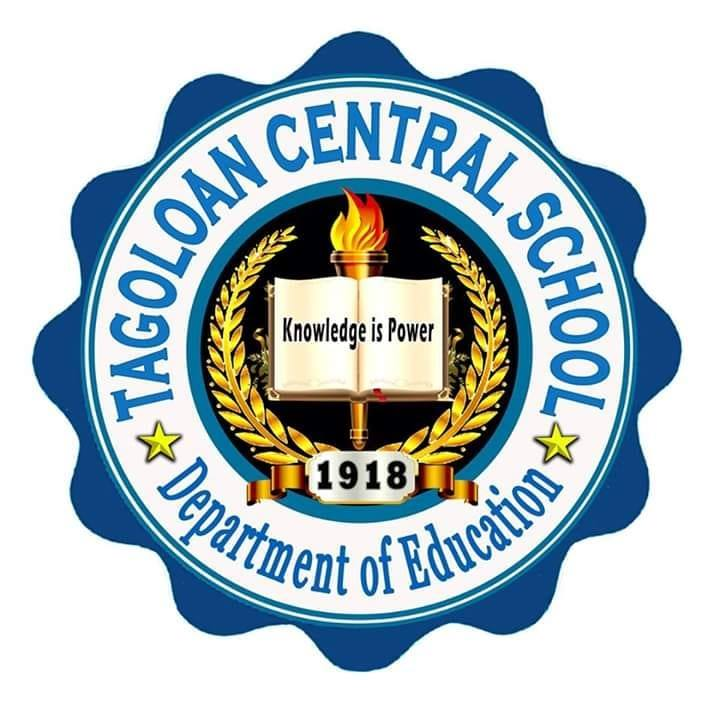 TAGOLOAN CENTRAL SCHOOL
Knowledge is Power
1918
Department of Education